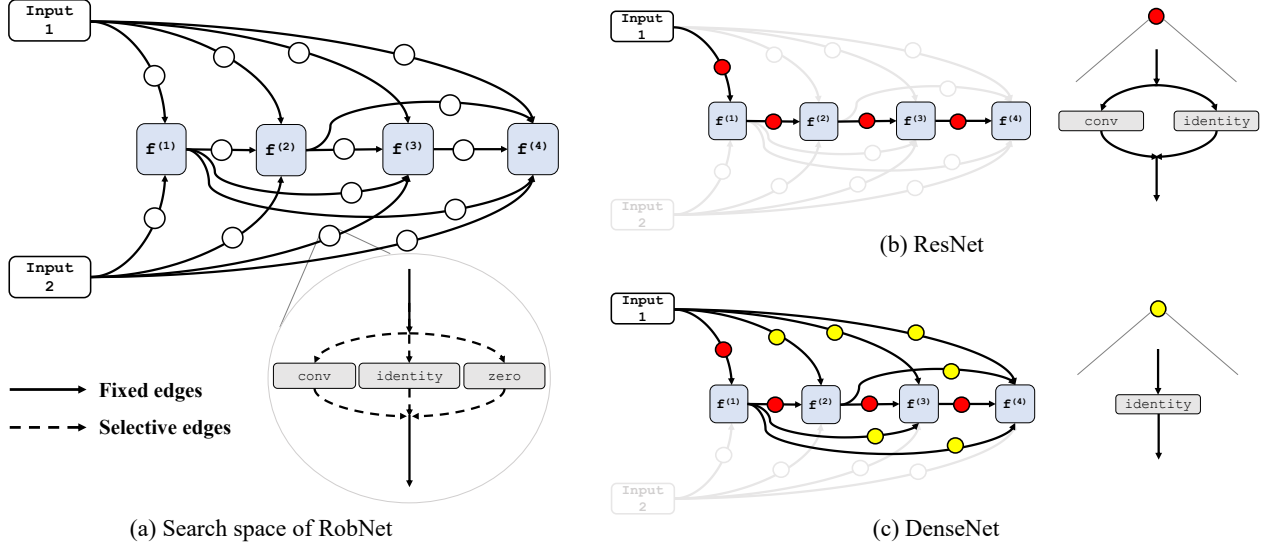 Input
1
f(1)
f(2)
f(3)
f(4)
Input
2
conv
identity
zero
Fixed edges
Selective edges
(a) Search space of RobNet
Input
1
f(1)
f(2)
f(3)
f(4)
Input
2
conv
identity
(b) ResNet
Input
1
f(1)
f(2)
f(3)
f(4)
Input
2
identity
(c) DenseNet